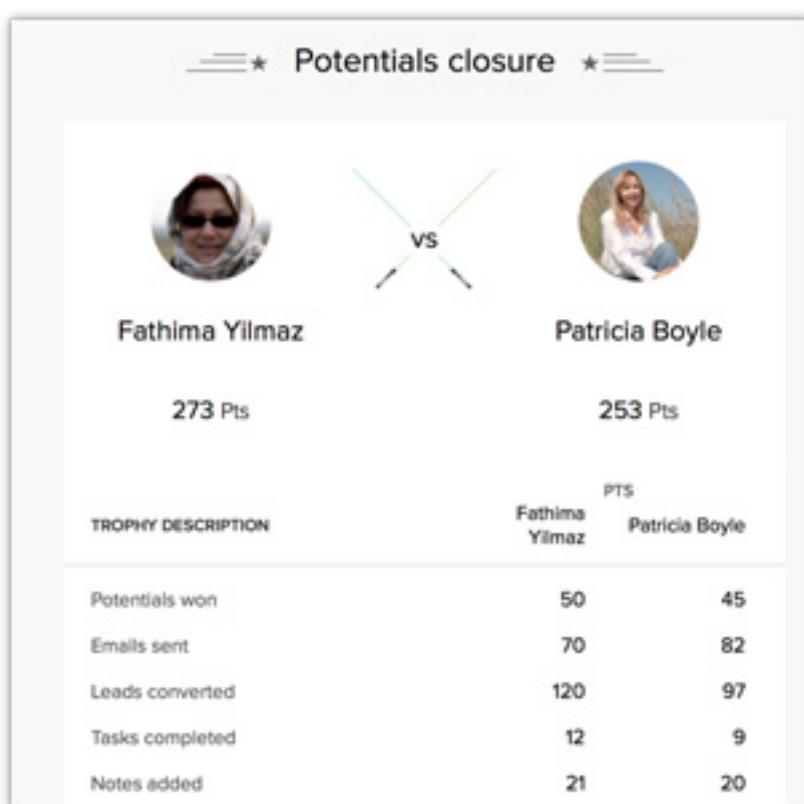 Potentials closure
vs
Fathima Yilmaz
Patricia Boyle
273 Pts
253 Pts
PTS
TROPHY DESCRIPTION
Fathima
Yilmaz
Patricia Boyle
Potentials won 50 45
Emails sent 70 82
Leads converted 120 97
Tasks completed 12 9
Notes added 21 20